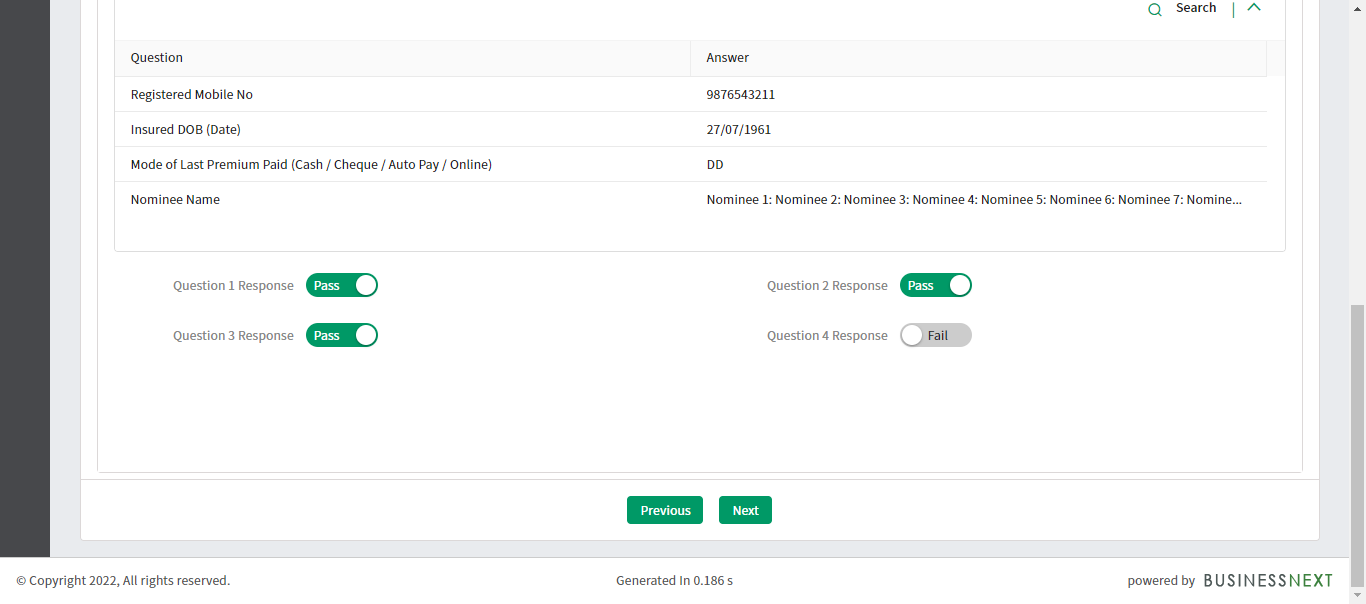 Search |
Question Answer
Registered Mobile No 9876543211
Insured DOB (Date) 27/07/1961
Mode of Last Premium Paid (Cash / Cheque / Auto Pay / Online) DD
Nominee Name Nominee 1: Nominee 2: Nominee 3: Nominee 4: Nominee 5: Nominee 6: Nominee 7: Nomine...
Question 1 Response Pass Question 2 Response Pass
Question 3 Response Pass Question 4 Response Fail
Previous Next
© Copyright 2022, All rights reserved. Generated In 0.186 s powered by BUSINESSNEXT